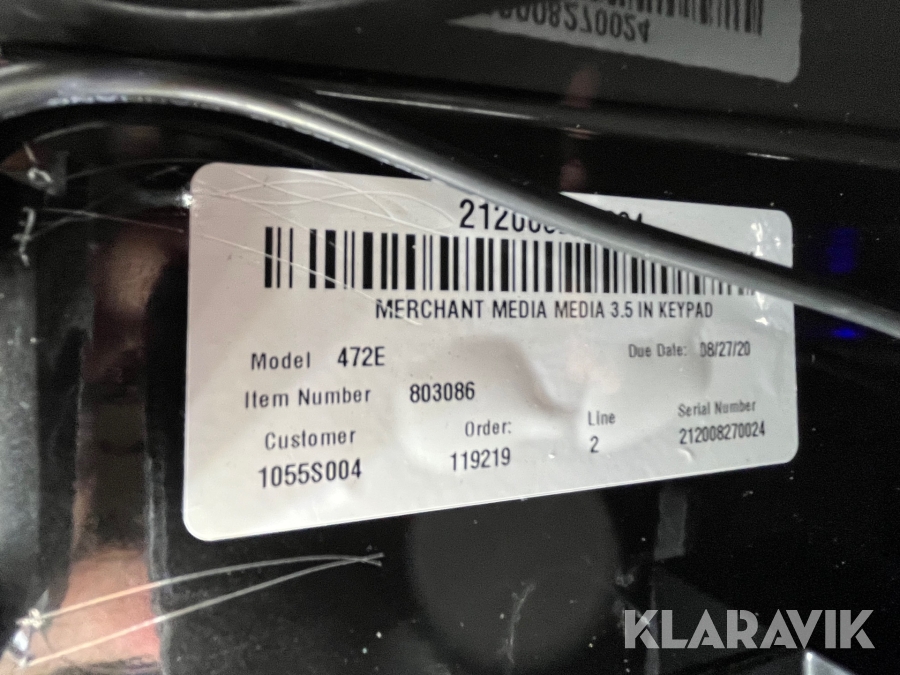 008270024
MERCHANT MEDIA MEDIA 3.5 IN KEYPAD
Model 472E
Due Date: 08/27/20
Item Number 803086
Customer
1055S004
Order:
119219
Line
2
Serial Number
212008270024
KLARAVIK